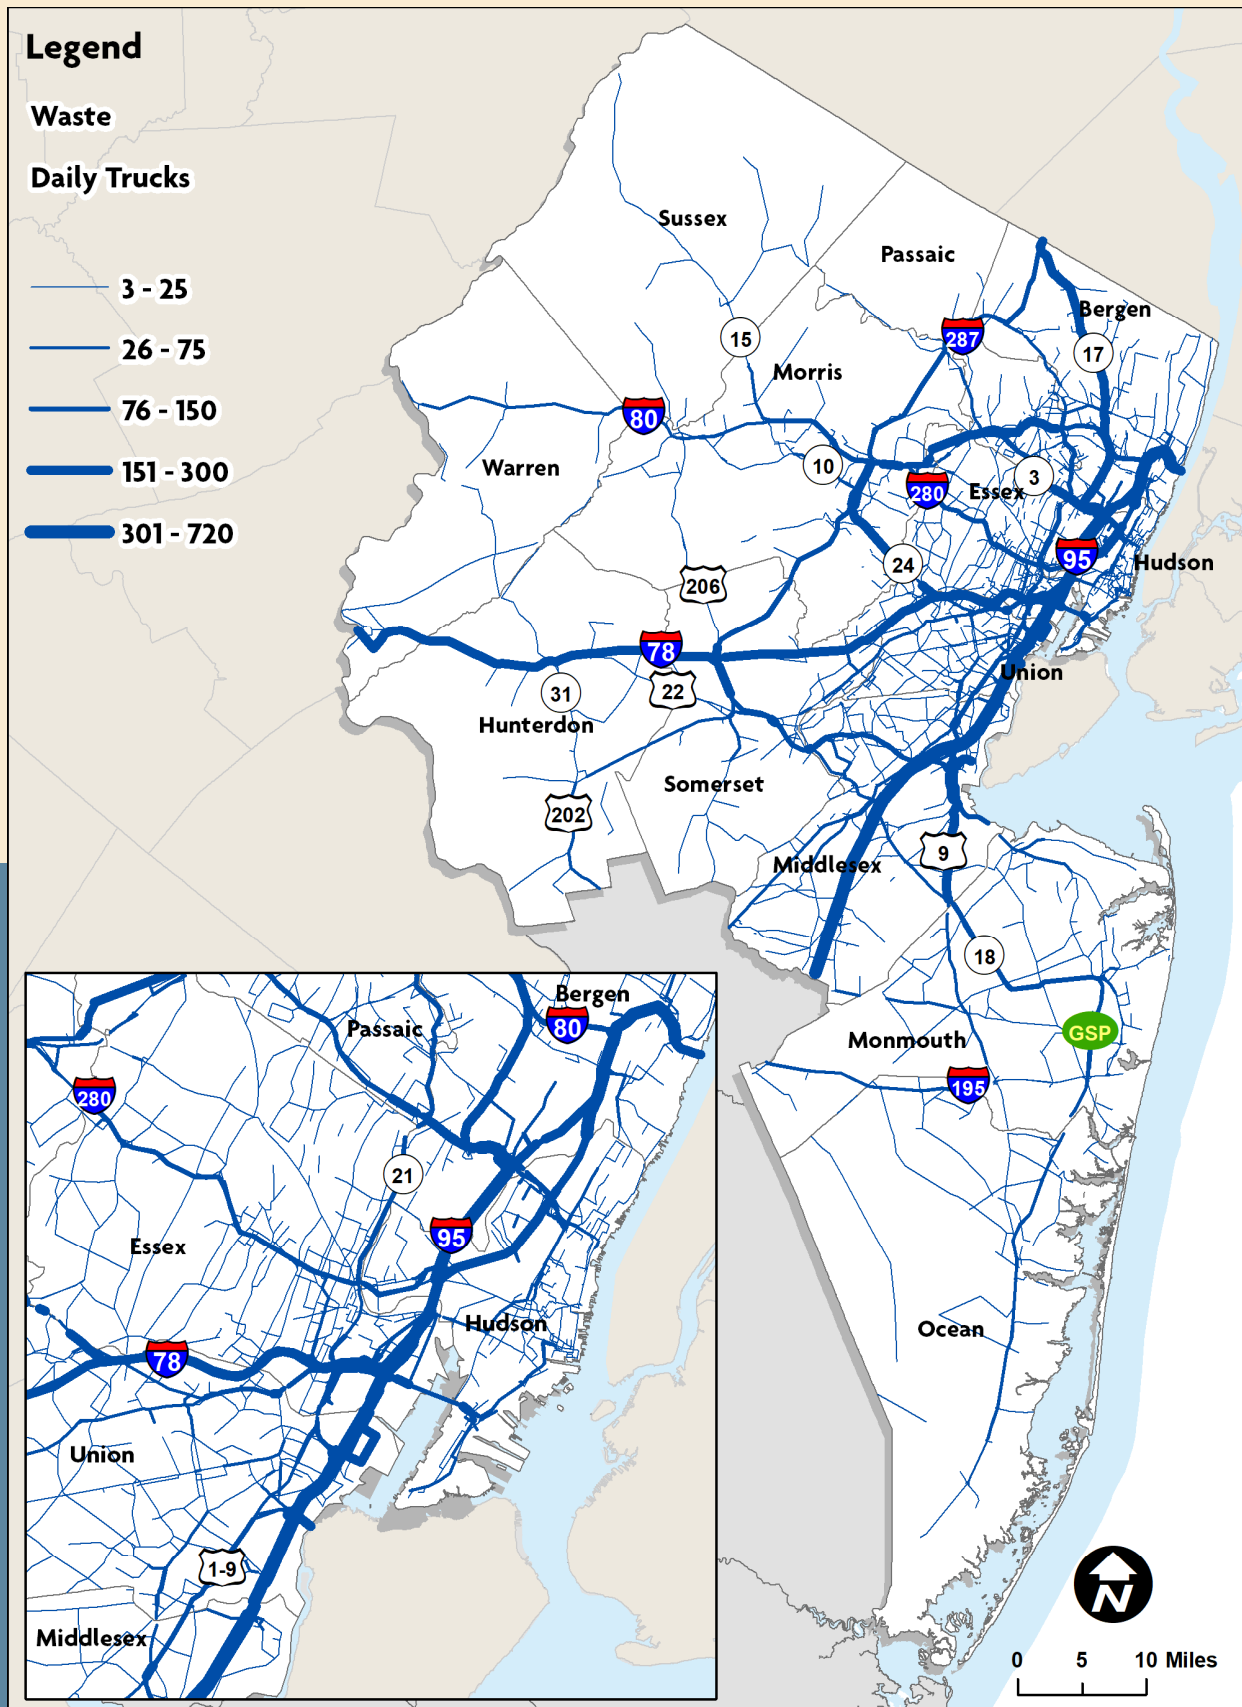 Legend
Waste
Daily Trucks
3 - 25
26 - 75
76 - 150
151 - 300
301 - 720
Sussex
Passaic
Bergen
287
17
15
Morris
80
Warren
10
280
Essex
3
95
Hudson
24
206
78
22
31
Union
Hunterdon
Somerset
202
9
Middlesex
18
GSP
Monmouth
195
Ocean
Bergen
80
Passaic
280
21
95
Essex
Hudson
78
Union
1-9
Middlesex
N
0 5 10 Miles